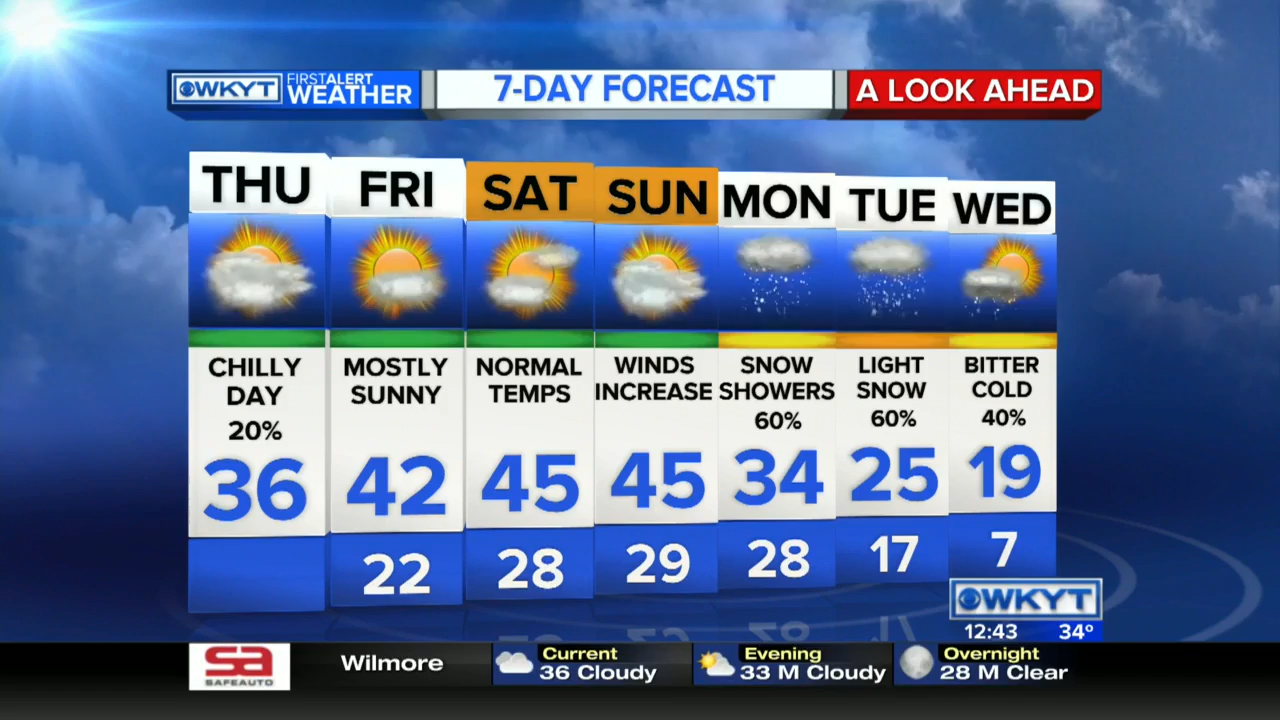 WKYT FIRST ALERT WEATHER
7-DAY FORECAST
A LOOK AHEAD
THU
CHILLY
DAY
20%
36
FRI
MOSTLY
SUNNY
42
22
SAT
NORMAL
TEMPS
45
28
SUN
WINDS
INCREASE
45
29
MON
SNOW
SHOWERS
60%
34
28
TUE
LIGHT
SNOW
60%
25
17
WED
BITTER
COLD
40%
19
7
WKYT
12:43 34°
sa
SAFEAUTO
Wilmore
Current
36 Cloudy
Evening
33 M Cloudy
Overnight
28 M Clear